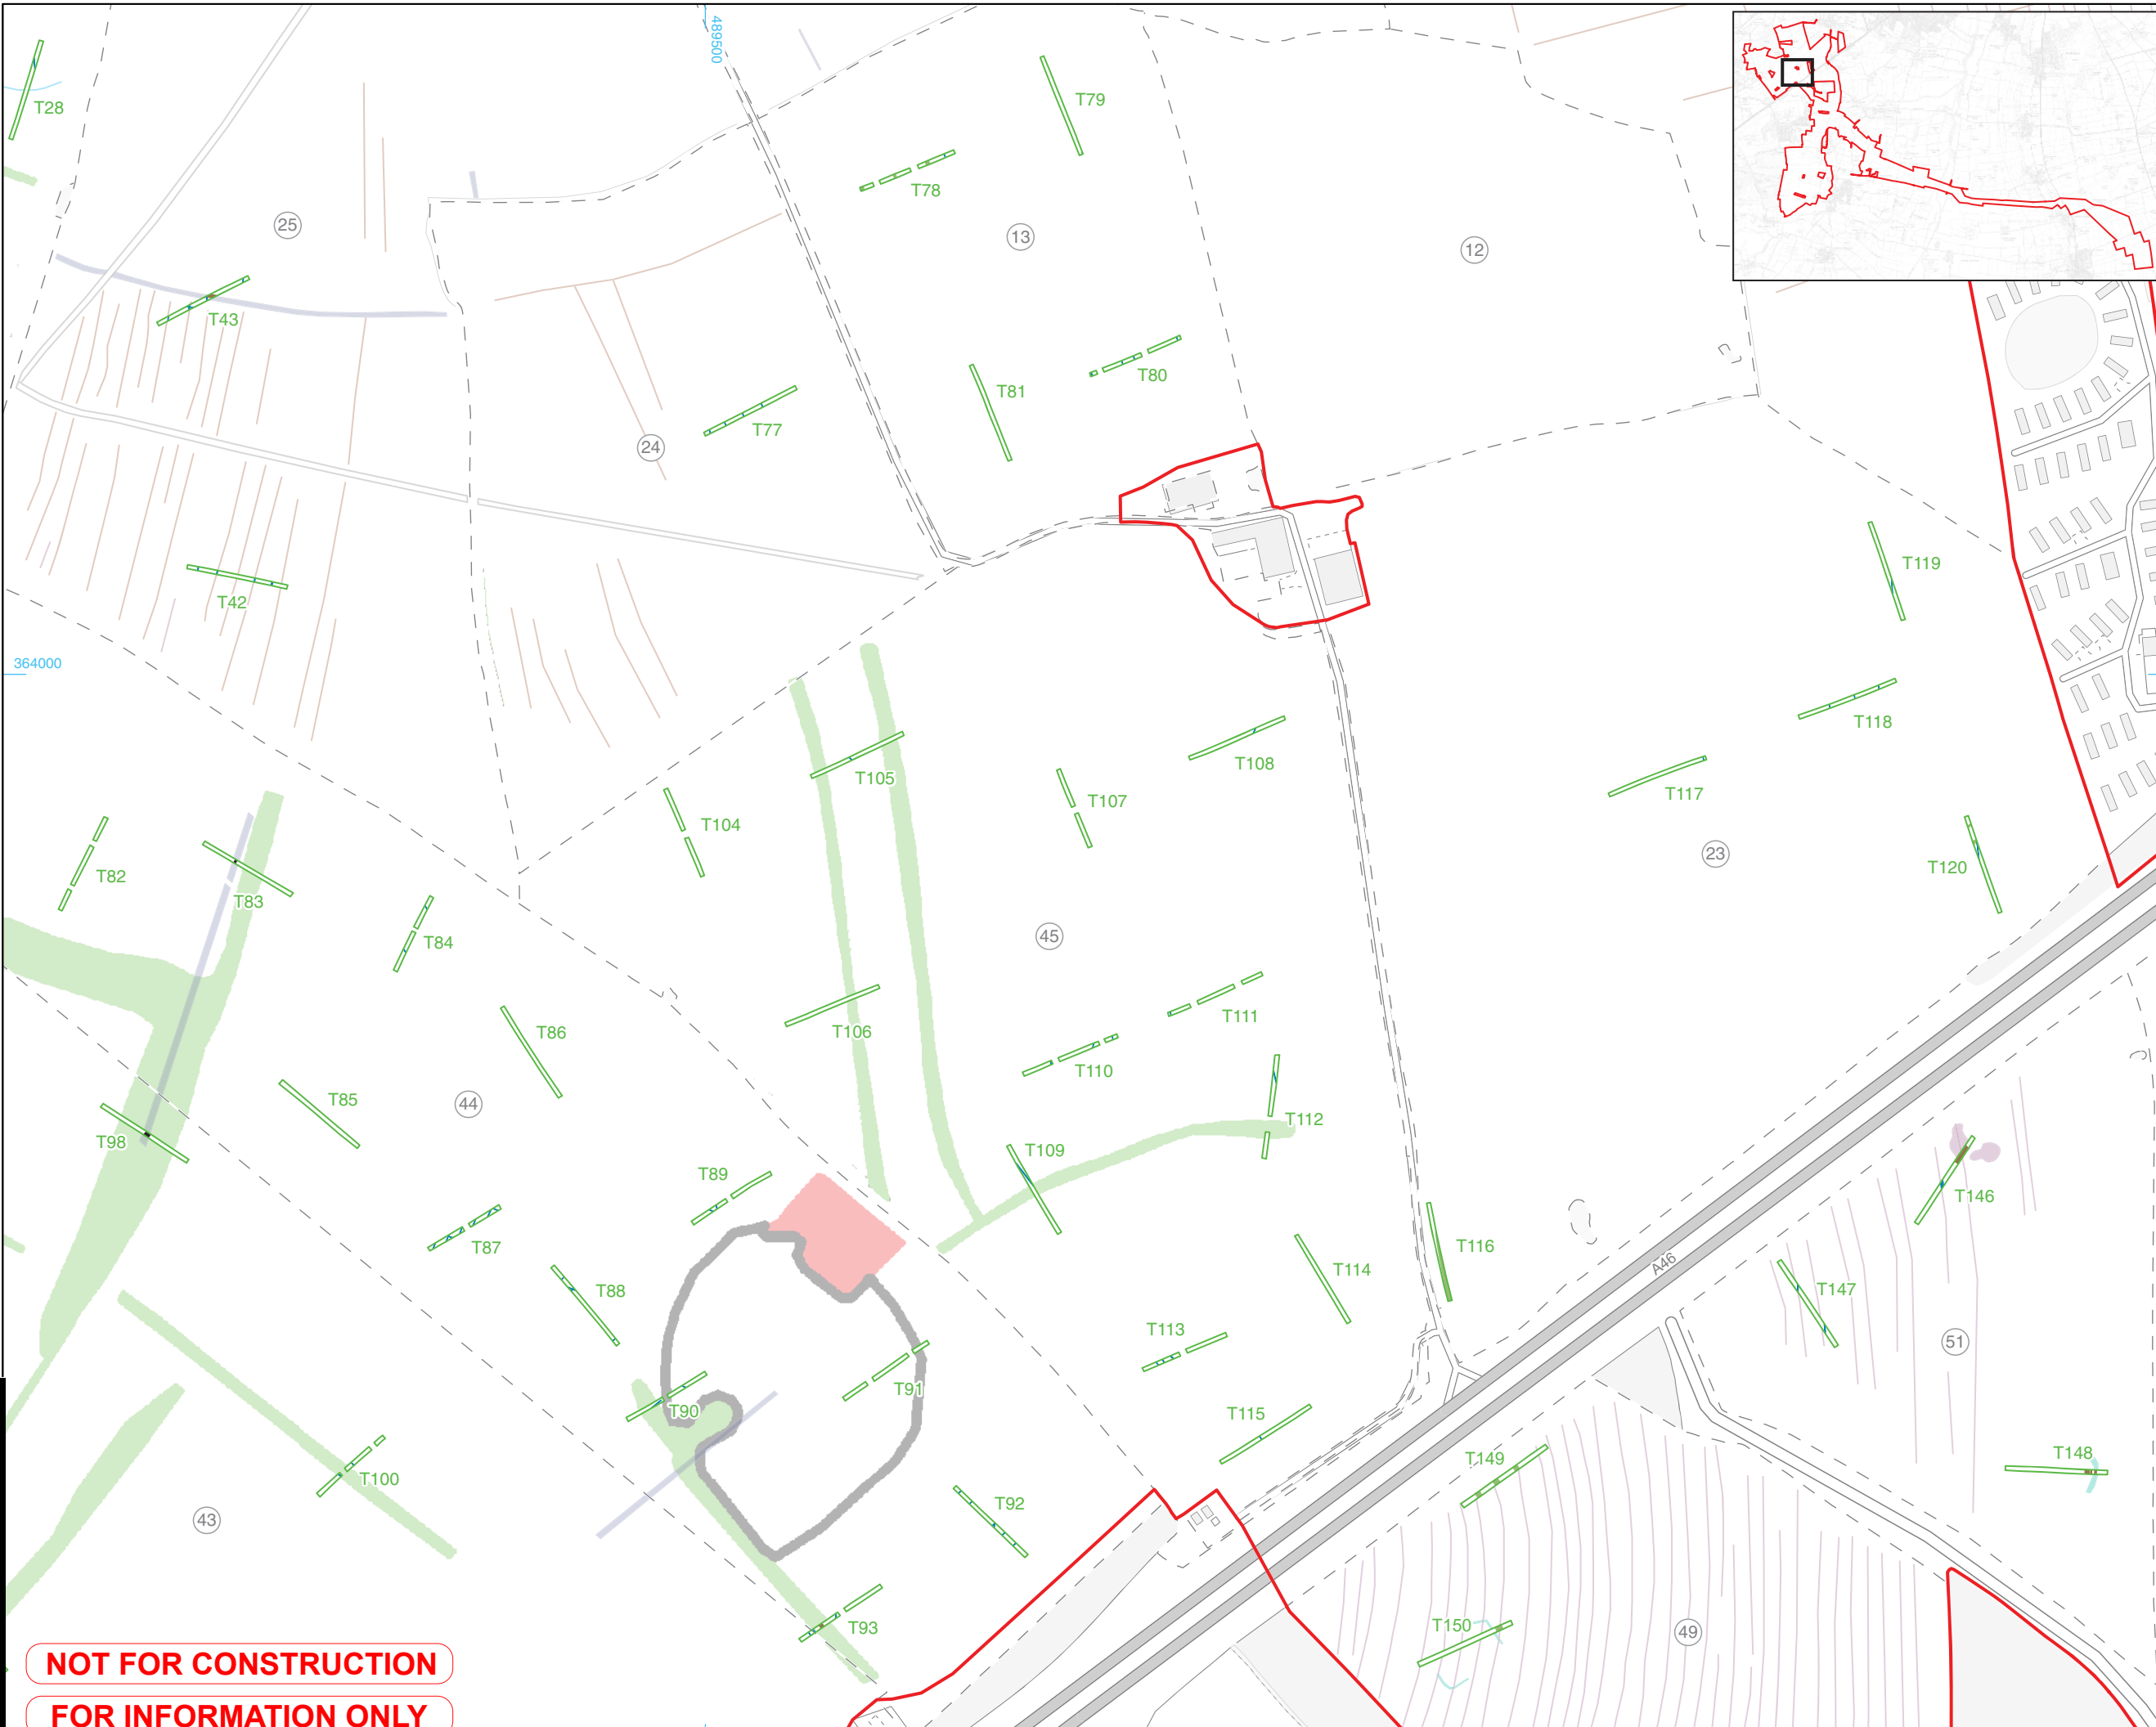 489500
T28
T79
T78
25
13
12
T43
T80
T81
T77
24
T119
T42
364000
T118
T108
T105
T117
T107
T104
23
T120
T82
T83
T84
45
T111
T106
T86
T110
44
T85
T112
T98
T109
T89
T146
T87
T116
A46
T114
T88
T147
T113
51
T91
T90
T115
T148
T149
T100
T92
43
T93
T150
49
NOT FOR CONSTRUCTION
FOR INFORMATION ONLY